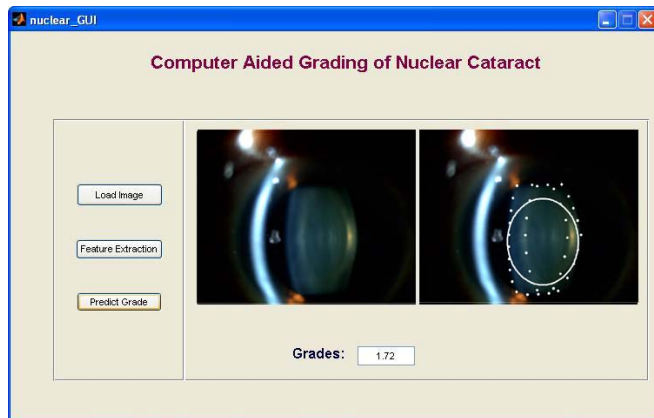 nuclear_GUI
Computer Aided Grading of Nuclear Cataract
Load Image
Feature Extraction
Predict Grade
Grades: 1.72